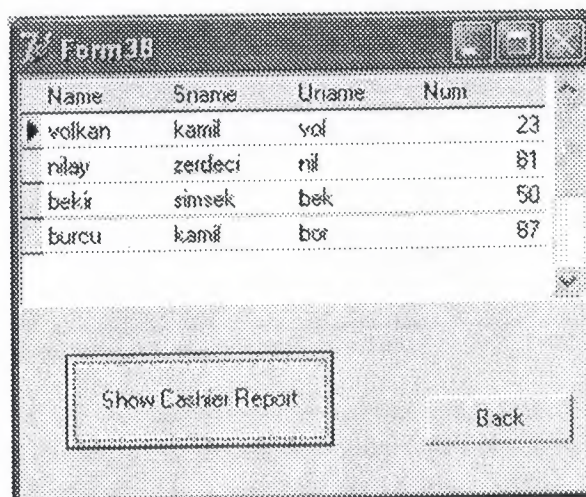 Form38
Name Sname Uname Num
volkan kamil vol 23
nilay zerdeci nil 81
bekir simsek bek 50
burcu kamil bor 87
Show Cashier Report
Back